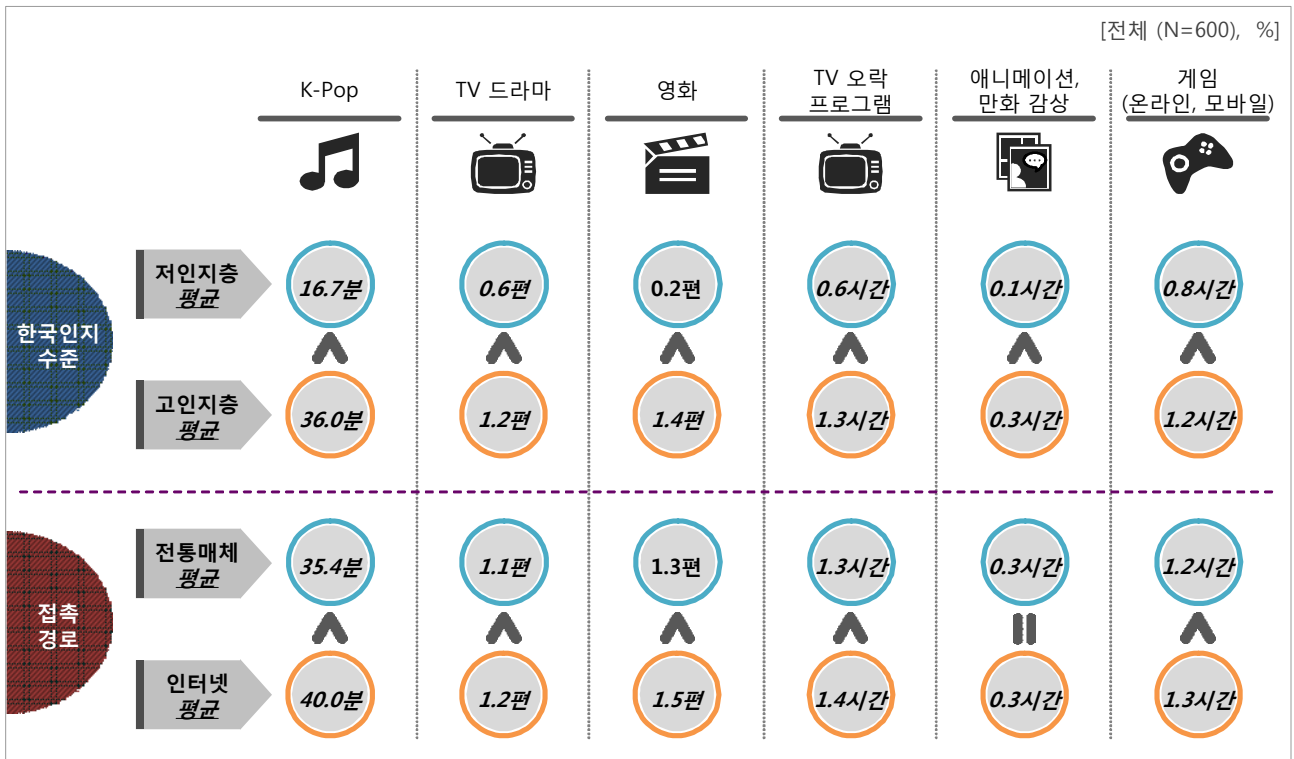 [전체 (N=600), %]
K-Pop
TV 드라마
영화
TV 오락
프로그램
애니메이션,
만화 감상
게임
(온라인, 모바일)
한국인지
수준
저인지층
평균
16.7분
0.6편
0.2편
0.6시간
0.1시간
0.8시간
고인지층
평균
36.0분
1.2편
1.4편
1.3시간
0.3시간
1.2시간
접촉
경로
전통매체
평균
35.4분
1.1편
1.3편
1.3시간
0.3시간
1.2시간
인터넷
평균
40.0분
1.2편
1.5편
1.4시간
0.3시간
1.3시간